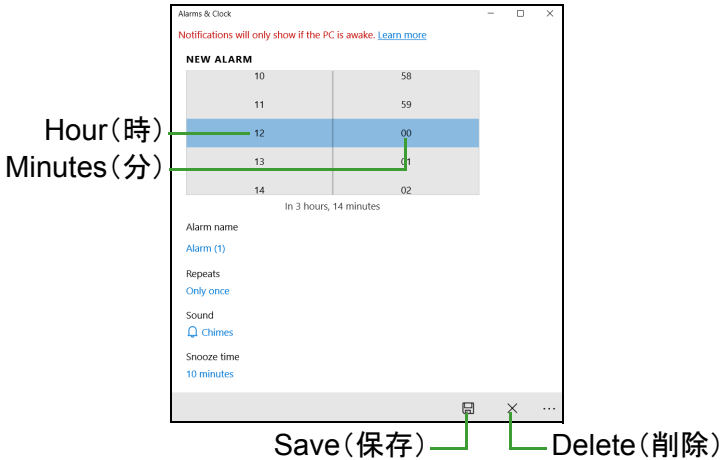 Alarms & Clock
Notifications will only show if the PC is awake. Learn more
NEW ALARM
10 58
11 59
Hour（時） 12 00
Minutes（分） 13 01
14 02
In 3 hours, 14 minutes
Alarm name
Alarm (1)
Repeats
Only once
Sound
Chimes
Snooze time
10 minutes
Save（保存） Delete（削除）